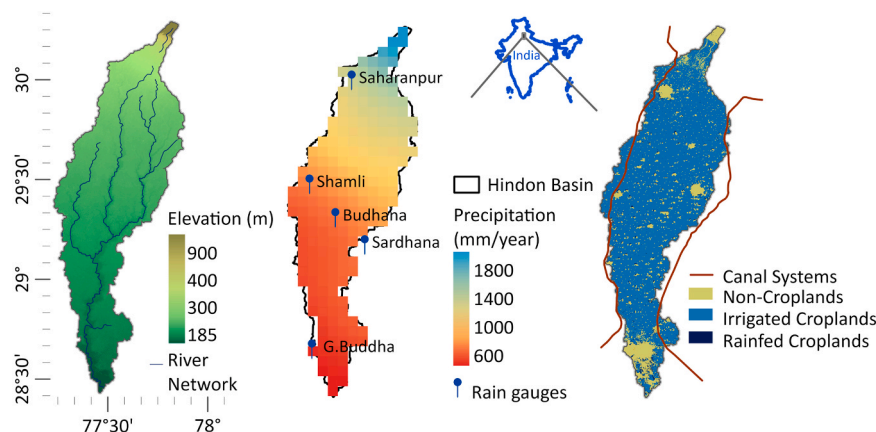 30°
29°30'
29°
28°30'
77°30'
78°
Elevation (m)
900
400
300
185
River
Network
Saharanpur
Shamli
Budhana
Sardhana
G.Buddha
India
Hindon Basin
Precipitation
(mm/year)
1800
1400
1000
600
Rain gauges
Canal Systems
Non-Croplands
Irrigated Croplands
Rainfed Croplands